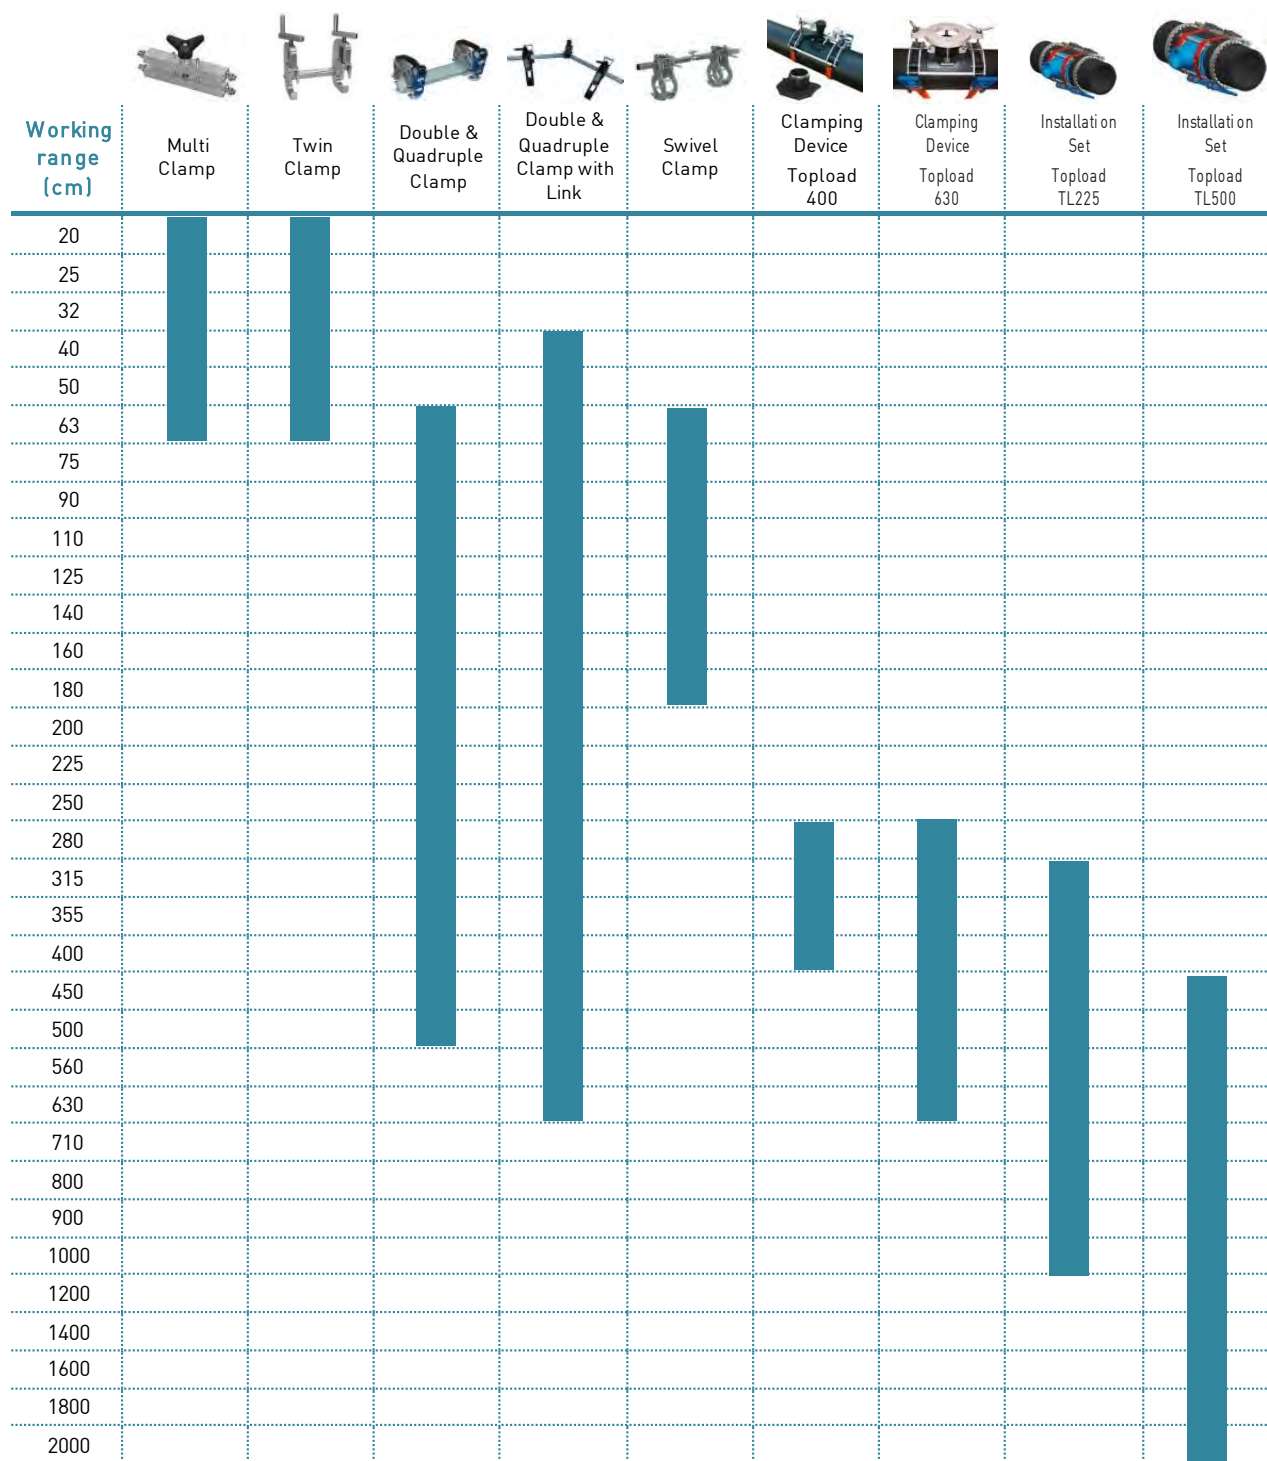 Working
range
(cm)
Multi
Clamp
Twin
Clamp
Double &
Quadruple
Clamp
Double &
Quadruple
Clamp with
Link
Swivel
Clamp
Clamping
Device
Topload
400
Clamping
Device
Topload
630
Installation
Set
Topload
TL225
Installation
Set
Topload
TL500
20
25
32
40
50
63
75
90
110
125
140
160
180
200
225
250
280
315
355
400
450
500
560
630
710
800
900
1000
1200
1400
1600
1800
2000